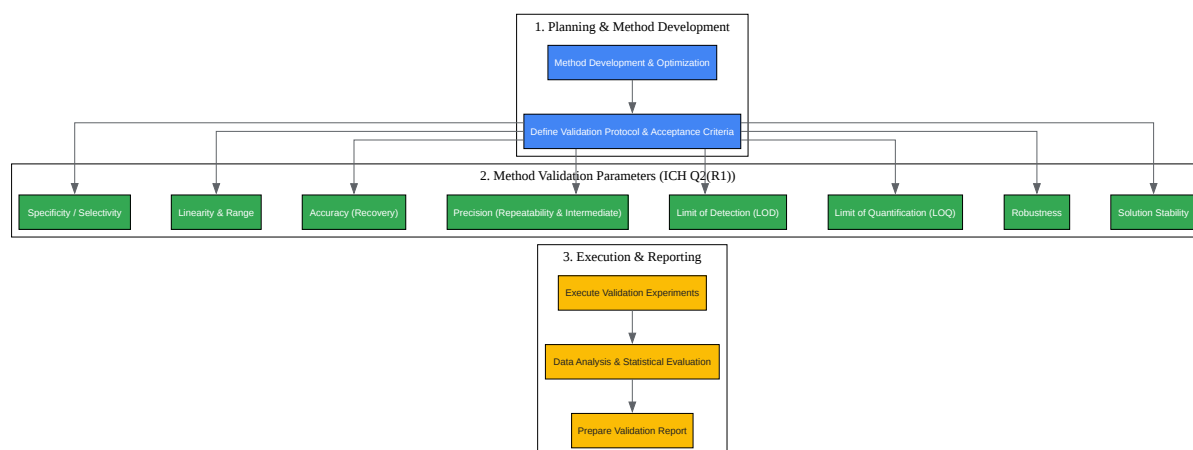 1. Planning & Method Development
Method Development & Optimization
Define Validation Protocol & Acceptance Criteria
2. Method Validation Parameters (ICH Q2(R1))
Specificity / Selectivity
Linearity & Range
Accuracy (Recovery)
Precision (Repeatability & Intermediate)
Limit of Detection (LOD)
Limit of Quantification (LOQ)
Robustness
Solution Stability
3. Execution & Reporting
Execute Validation Experiments
Data Analysis & Statistical Evaluation
Prepare Validation Report